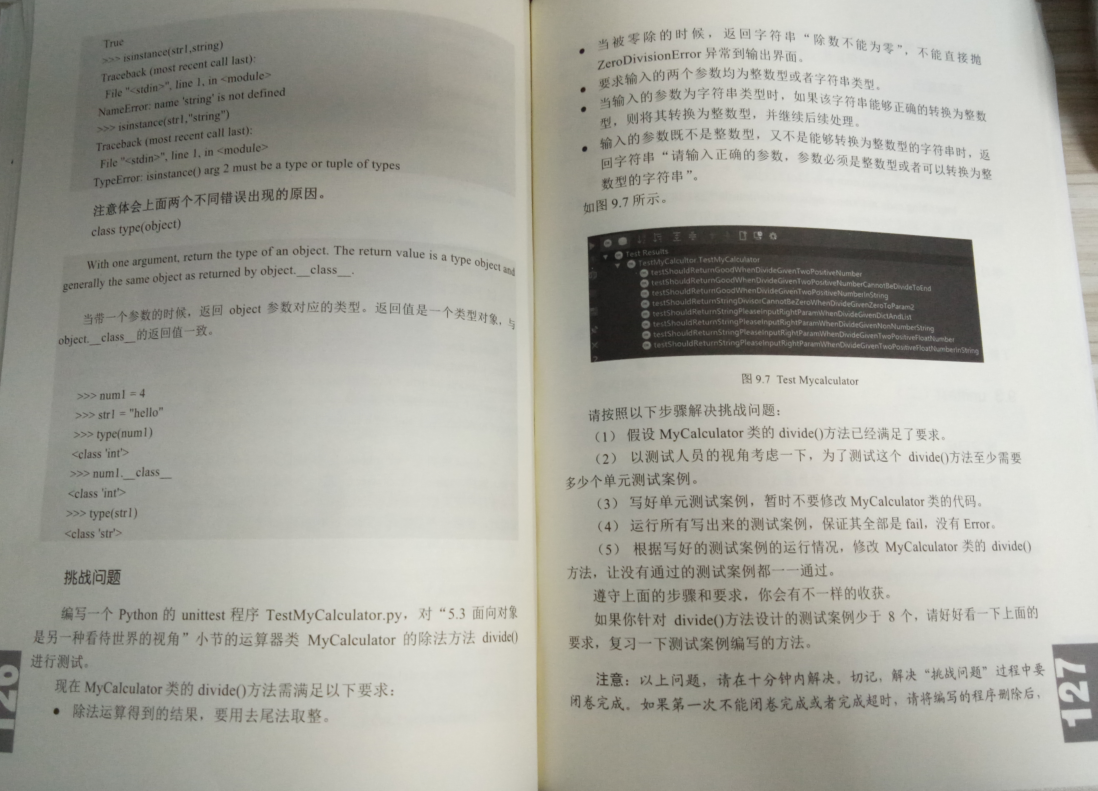 True
>>> isinstance(str1,string)
Traceback (most recent call last):
File "<stdin>", line 1, in <module>
NameError: name 'string' is not defined
>>> isinstance(str1,"string")
Traceback (most recent call last):
File "<stdin>", line 1, in <module>
TypeError: isinstance() arg 2 must be a type or tuple of types
注意体会上面两个不同错误出现的原因。
class type(object)
With one argument, return the type of an object. The return value is a type object and
generally the same object as returned by object.__class__.
当带一个参数的时候，返回 object 参数对应的类型。返回值是一个类型对象，与
object.__class__的返回值一致。
>>> num1 = 4
>>> str1 = "hello"
>>> type(num1)
<class 'int'>
>>> num1.__class__
<class 'int'>
>>> type(str1)
<class 'str'>
挑战问题
编写一个 Python 的 unittest 程序 TestMyCalculator.py，对“5.3 面向对象
是另一种看待世界的视角”小节的运算器类 MyCalculator 的除法方法 divide()
进行测试。
现在 MyCalculator 类的 divide()方法需满足以下要求：
• 除法运算得到的结果，要用去尾法取整。
126
• 当被零除的时候，返回字符串“除数不能为零”，不能直接抛
ZeroDivisionError 异常到输出界面。
• 要求输入的两个参数均为整数型或者字符串类型。
• 当输入的参数为字符串类型时，如果该字符串能够正确的转换为整数
型，则将其转换为整数型，并继续后续处理。
• 输入的参数既不是整数型，又不是能够转换为整数型的字符串时，返
回字符串“请输入正确的参数，参数必须是整数型或者可以转换为整
数型的字符串”。
如图 9.7 所示。
Test Results
TestMyCalcultor.TestMyCalculator
testShouldReturnGoodWhenDivideGivenTwoPositiveNumber
testShouldReturnGoodWhenDivideGivenTwoPositiveNumberCannotBeDivideToEnd
testShouldReturnGoodWhenDivideGivenTwoPositiveNumberInString
testShouldReturnStringDivisorCannotBeZeroWhenDivideGivenZeroToParam2
testShouldReturnStringPleaseInputRightParamWhenDivideGivenDictAndList
testShouldReturnStringPleaseInputRightParamWhenDivideGivenNonNumberString
testShouldReturnStringPleaseInputRightParamWhenDivideGivenTwoPositiveFloatNumber
testShouldReturnStringPleaseInputRightParamWhenDivideGivenTwoPositiveFloatNumberInString
图 9.7 Test Mycalculator
请按照以下步骤解决挑战问题：
（1） 假设 MyCalculator 类的 divide()方法已经满足了要求。
（2） 以测试人员的视角考虑一下，为了测试这个 divide()方法至少需要
多少个单元测试案例。
（3） 写好单元测试案例，暂时不要修改 MyCalculator 类的代码。
（4） 运行所有写出来的测试案例，保证其全部是 fail，没有 Error。
（5） 根据写好的测试案例的运行情况，修改 MyCalculator 类的 divide()
方法，让没有通过的测试案例都一一通过。
遵守上面的步骤和要求，你会有不一样的收获。
如果你针对 divide()方法设计的测试案例少于 8 个，请好好看一下上面的
要求，复习一下测试案例编写的方法。
注意：以上问题，请在十分钟内解决。切记，解决“挑战问题”过程中要
闭卷完成。如果第一次不能闭卷完成或者完成超时，请将编写的程序删除后，
127